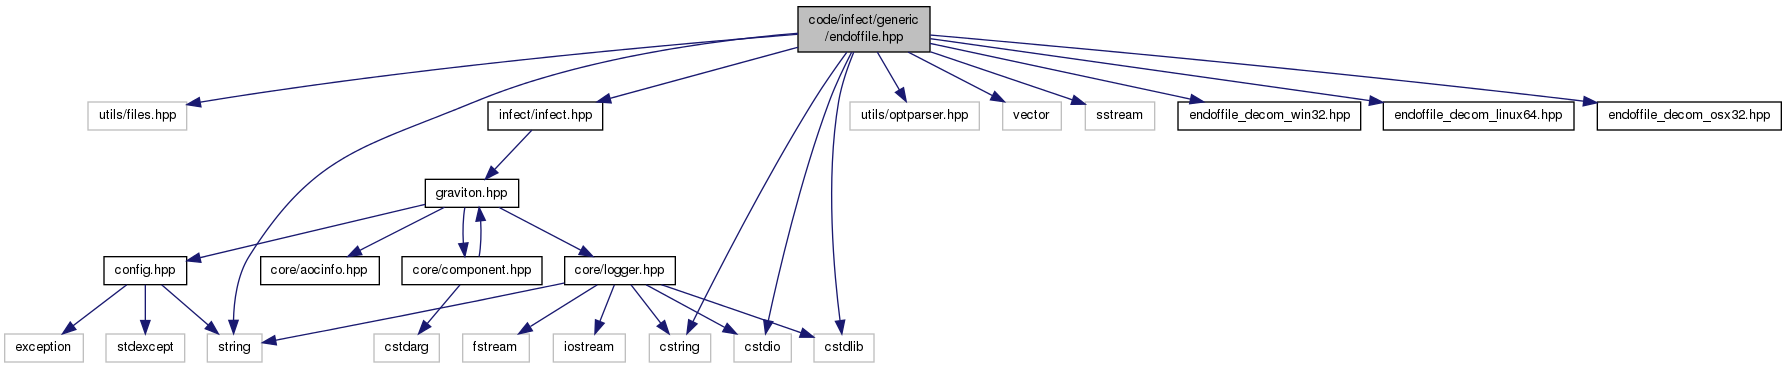 code/infect/generic
/endoffile.hpp
utils/files.hpp
infect/infect.hpp
utils/optparser.hpp
vector
sstream
endoffile_decom_win32.hpp
endoffile_decom_linux64.hpp
endoffile_decom_osx32.hpp
graviton.hpp
config.hpp
core/aocinfo.hpp
core/component.hpp
core/logger.hpp
exception
stdexcept
string
cstdarg
fstream
iostream
cstring
cstdio
cstdlib